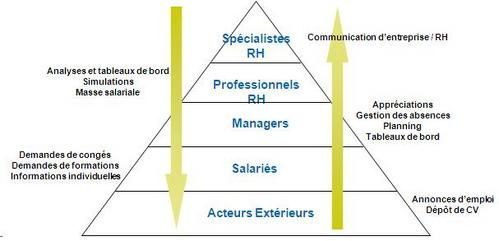 Spécialistes
RH
Communication d'entreprise / RH
Analyses et tableaux de bord
Simulations
Masse salariale
Professionnels
RH
Appréciations
Gestion des absences
Planning
Tableaux de bord
Managers
Demandes de congés
Demandes de formations
Informations individuelles
Salariés
Acteurs Extérieurs
Annonces d'emploi
Dépôt de CV